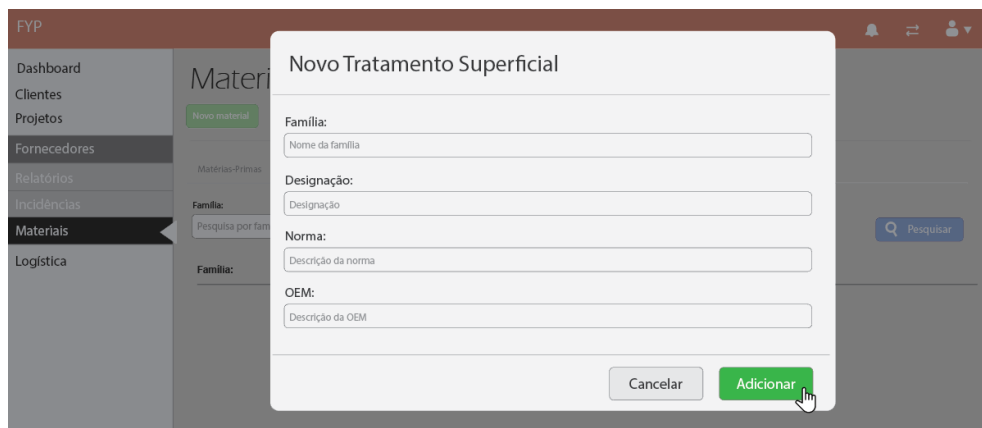 FYP
Dashboard
Clientes
Projetos
Fornecedores
Relatórios
Incidências
Materiais
Logística
Materi
Novo material
Matérias-Primas
Família:
Pesquisa por fam
Pesquisar
Família:
Novo Tratamento Superficial
Família:
Nome da família
Designação:
Designação
Norma:
Descrição da norma
OEM:
Descrição da OEM
Cancelar
Adicionar